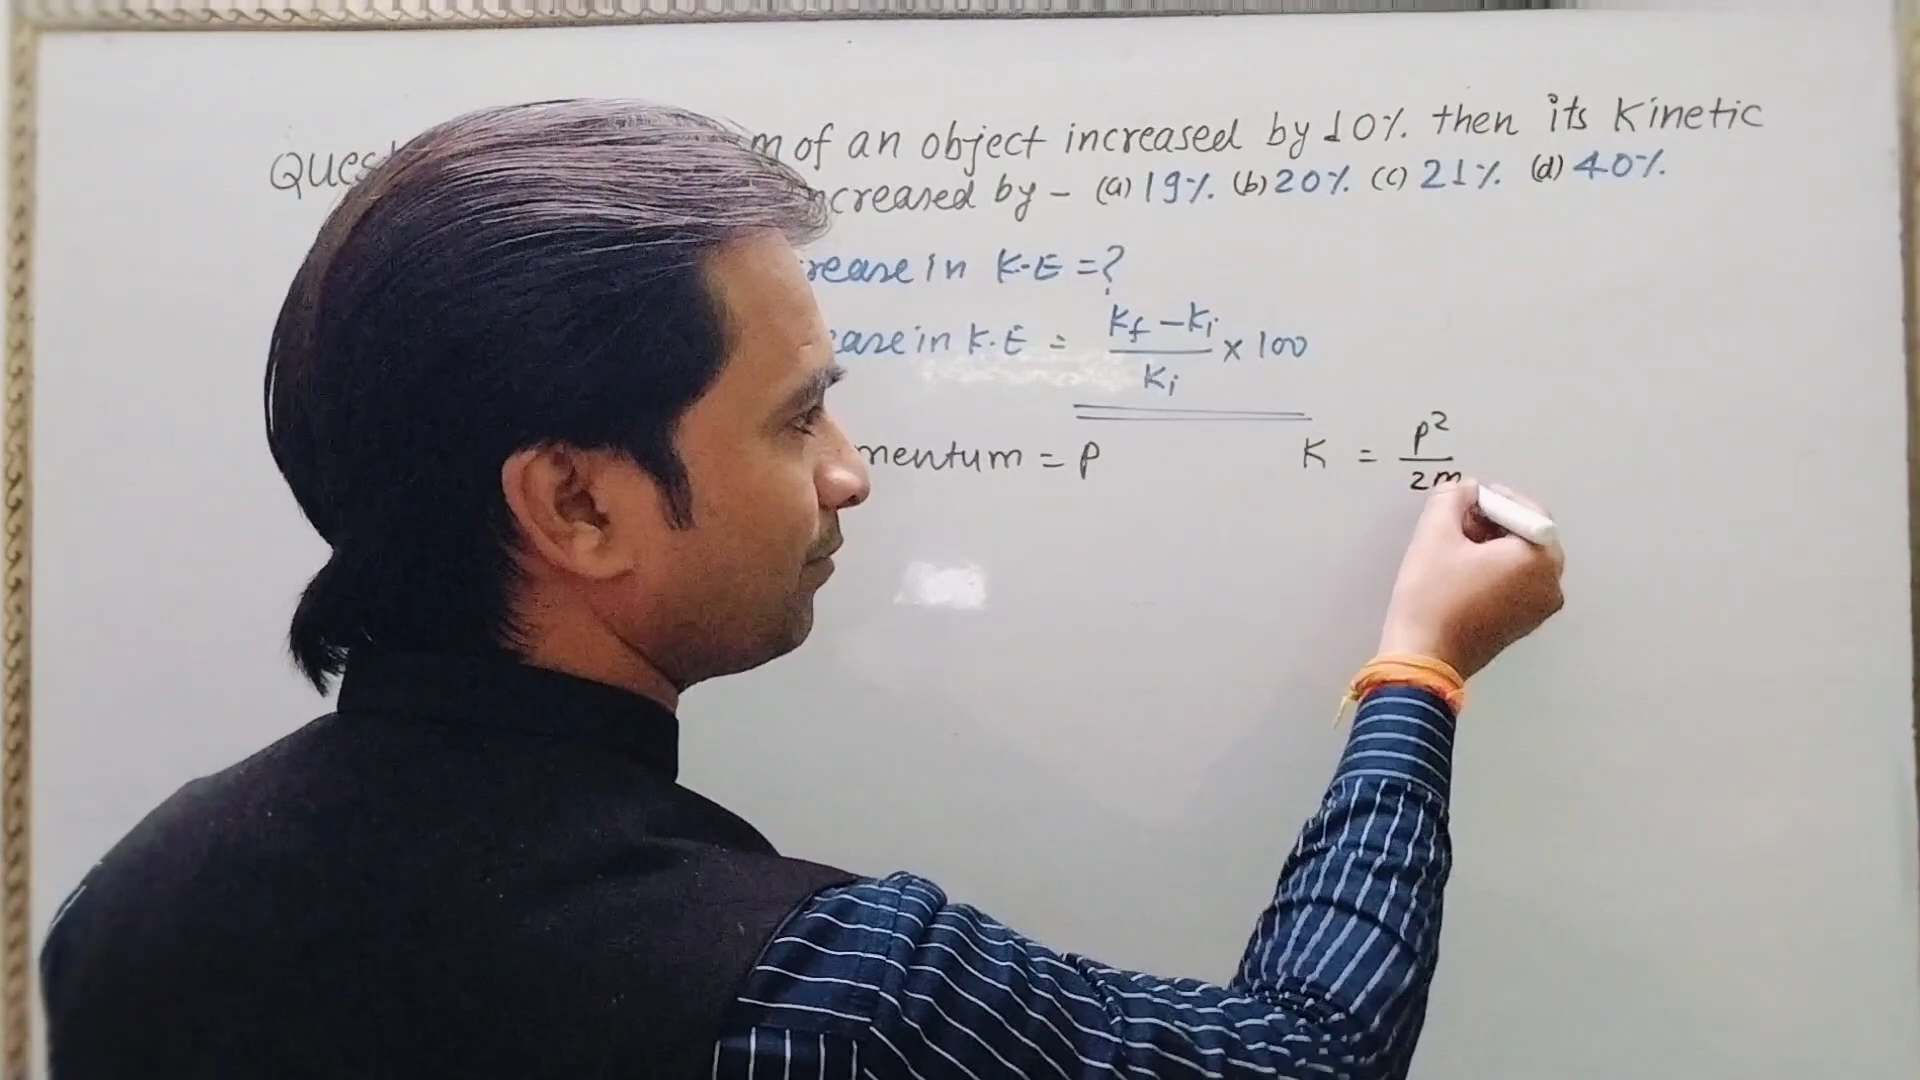 Ques m of an object increased by 10%. then its Kinetic
ncreased by - (a) 19%. (b) 20%. (c) 21%. (d) 40%.
rease in K.E = ?
ease in K.E = Kf - Ki / Ki × 100
mentum = P K = P² / 2m